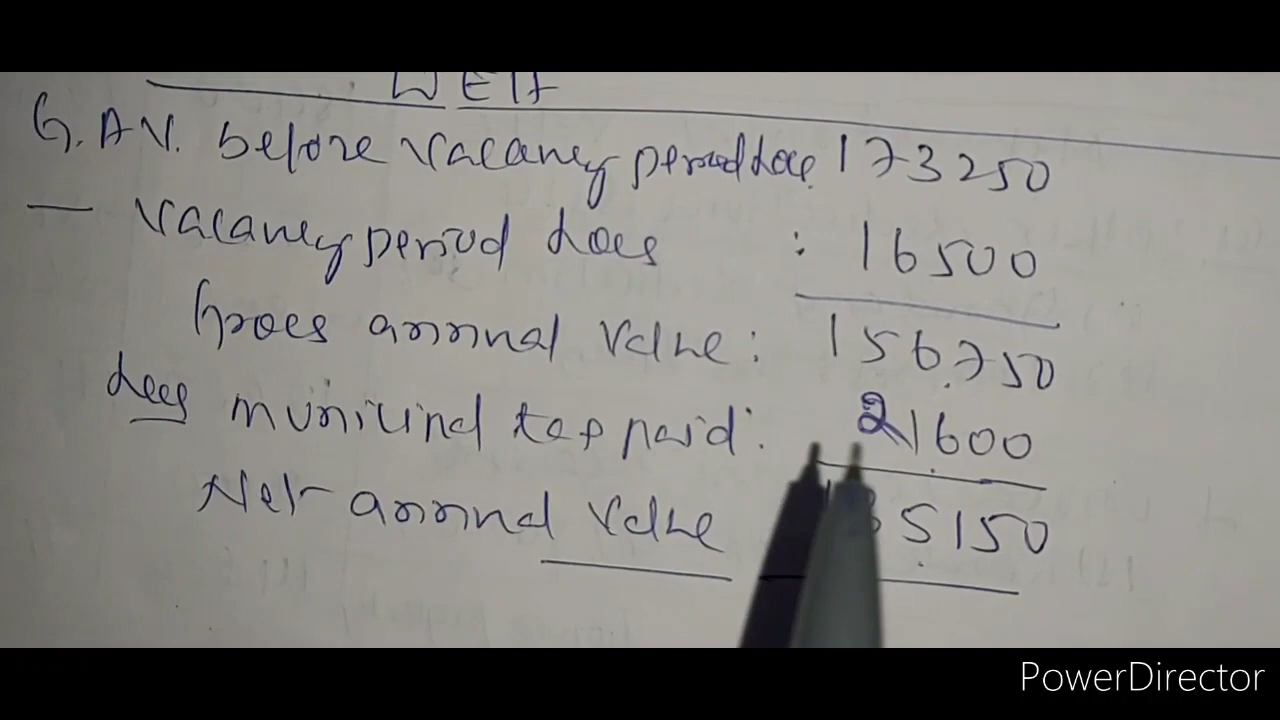 G.A.V. before vacancy period loss 173250
— vacancy period loss : 16500
Gross annual value : 156750
Less municipal tax paid : 21600
Net annual value 135150
PowerDirector